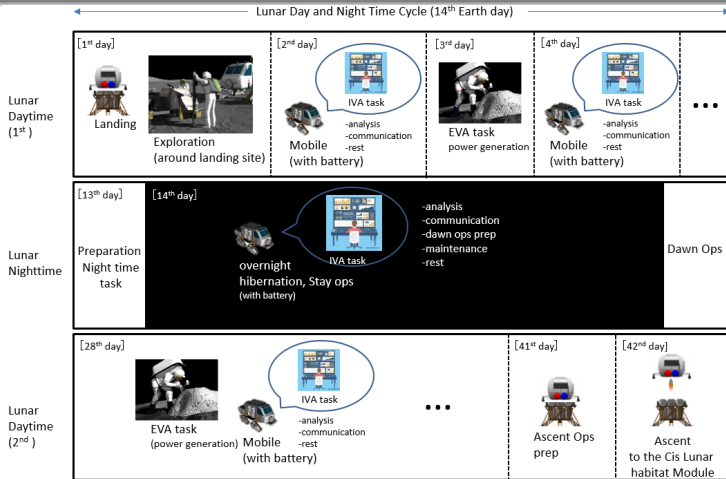 Lunar Day and Night Time Cycle (14th Earth day)
Lunar
Daytime
(1st )
[1st day]
Landing
Exploration
(around landing site)
[2nd day]
IVA task
-analysis
-communication
-rest
Mobile
(with battery)
[3rd day]
EVA task
power generation
[4th day]
IVA task
-analysis
-communication
-rest
Mobile
(with battery)
•••
Lunar
Nighttime
[13th day]
Preparation
Night time
task
[14th day]
IVA task
overnight
hibernation, Stay ops
(with battery)
-analysis
-communication
-dawn ops prep
-maintenance
-rest
Dawn Ops
Lunar
Daytime
(2nd )
[28th day]
EVA task
(power generation)
IVA task
-analysis
-communication
-rest
Mobile
(with battery)
•••
[41st day]
Ascent Ops
prep
[42nd day]
Ascent
to the Cis Lunar
habitat Module